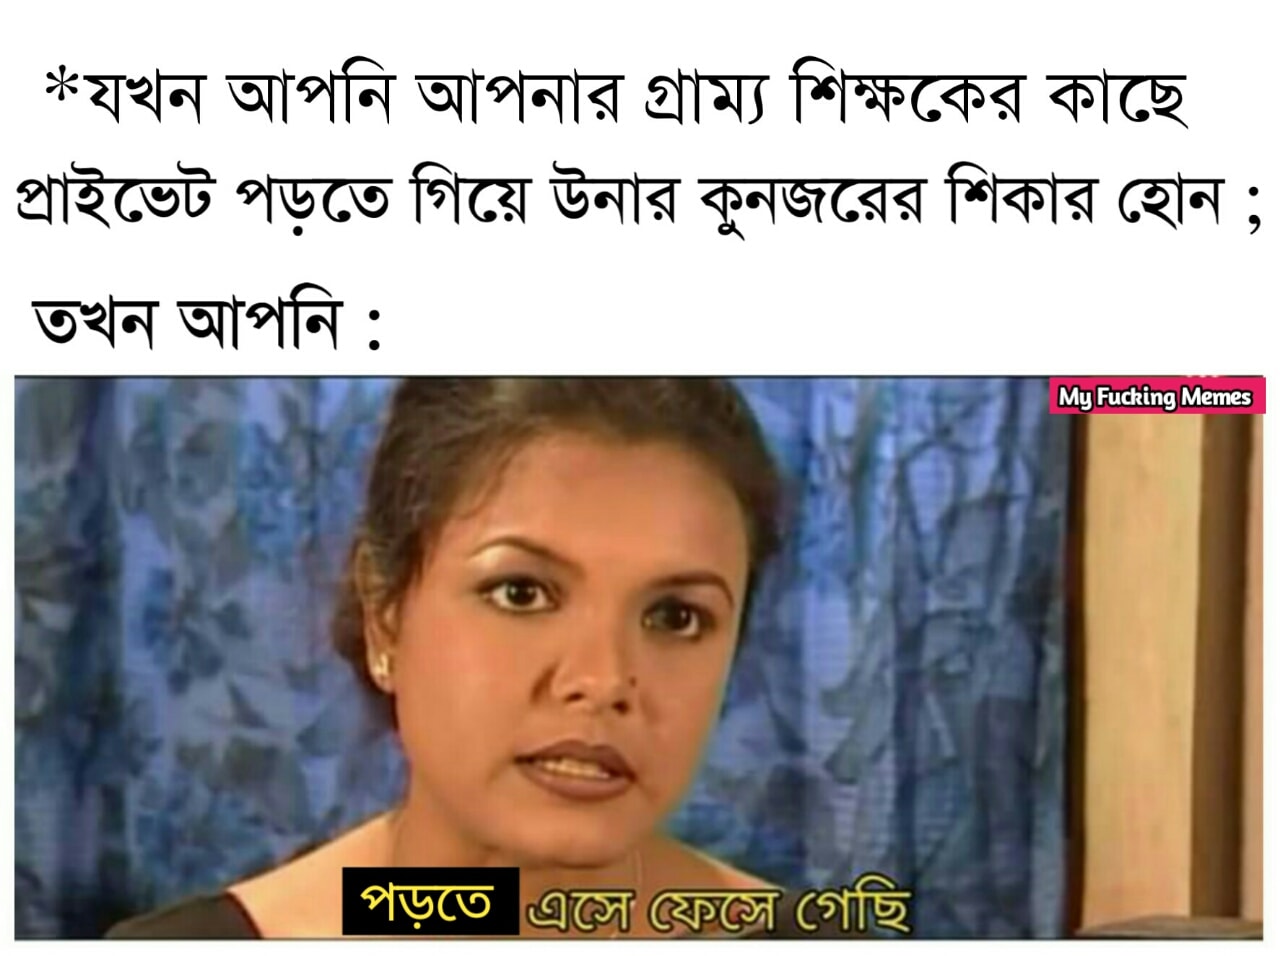 *যখন আপনি আপনার গ্রাম্য শিক্ষকের কাছে
প্রাইভেট পড়তে গিয়ে উনার কুনজরের শিকার হোন ;
তখন আপনি :
My Fucking Memes
পড়তে এসে ফেসে গেছি